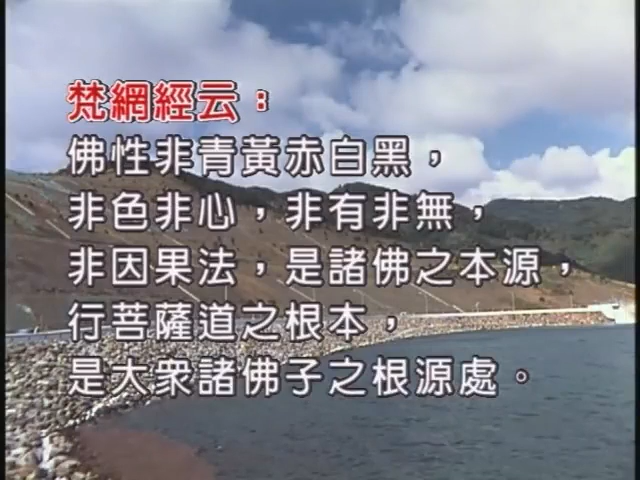 梵網經云：
佛性非青黃赤白黑，
非色非心，非有非無，
非因果法，是諸佛之本源，
行菩薩道之根本，
是大眾諸佛子之根源處。